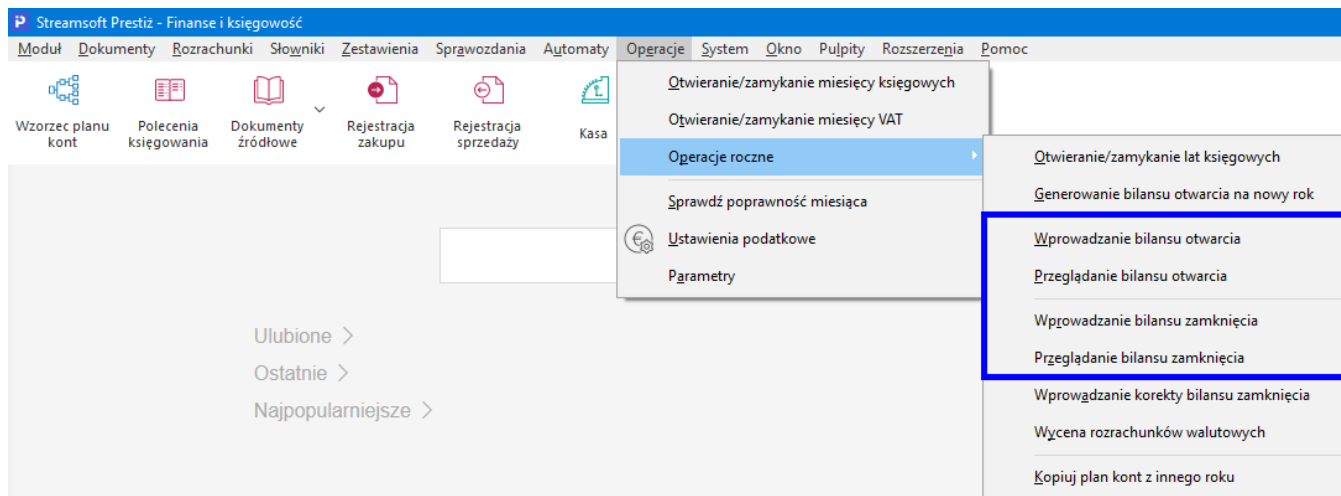 Streamsoft Prestiż - Finanse i księgowość
Moduł Dokumenty Rozrachunki Słowniki Zestawienia Sprawozdania Automaty Operacje System Okno Pulpity Rozszerzenia Pomoc
Wzorzec planu kont
Polecenia księgowania
Dokumenty źródłowe
Rejestracja zakupu
Rejestracja sprzedaży
Kasa
Otwieranie/zamykanie miesięcy księgowych
Otwieranie/zamykanie miesięcy VAT
Operacje roczne
Sprawdź poprawność miesiąca
Ustawienia podatkowe
Parametry
Otwieranie/zamykanie lat księgowych
Generowanie bilansu otwarcia na nowy rok
Wprowadzanie bilansu otwarcia
Przeglądanie bilansu otwarcia
Wprowadzanie bilansu zamknięcia
Przeglądanie bilansu zamknięcia
Wprowadzanie korekty bilansu zamknięcia
Wycena rozrachunków walutowych
Kopiuj plan kont z innego roku
Ulubione
Ostatnie
Najpopularniejsze